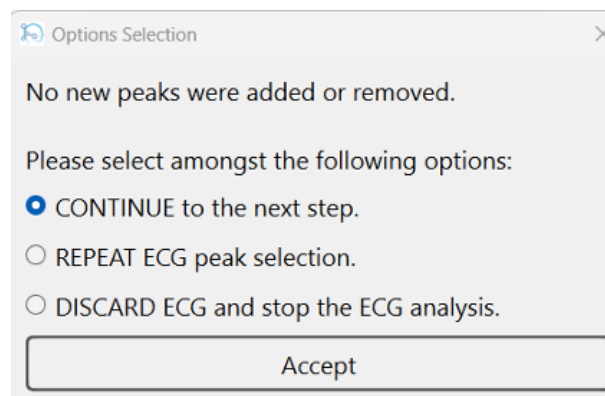 Options Selection
No new peaks were added or removed.
Please select amongst the following options:
CONTINUE to the next step.
REPEAT ECG peak selection.
DISCARD ECG and stop the ECG analysis.
Accept